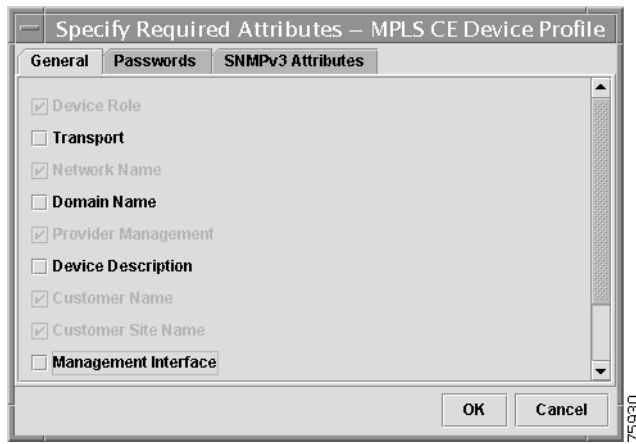 Specify Required Attributes – MPLS CE Device Profile
General Passwords SNMPv3 Attributes
Device Role
Transport
Network Name
Domain Name
Provider Management
Device Description
Customer Name
Customer Site Name
Management Interface
OK Cancel
75930